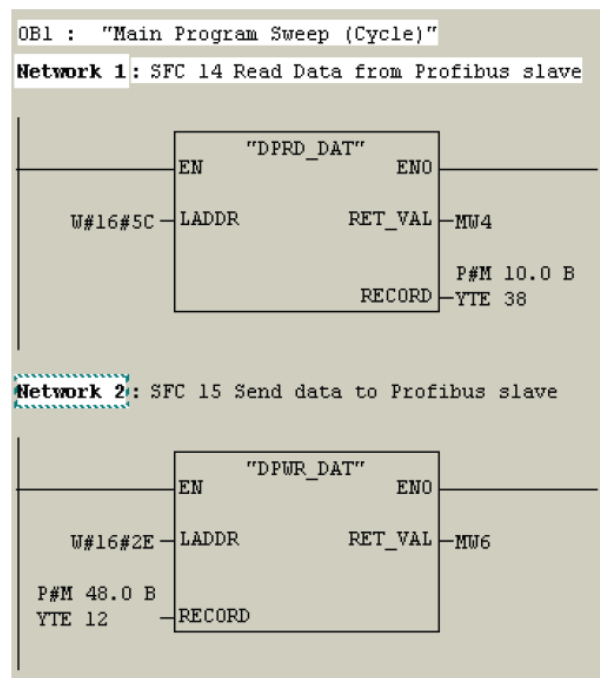 OB1 : "Main Program Sweep (Cycle)"
Network 1: SFC 14 Read Data from Profibus slave
"DPRD_DAT"
EN ENO
W#16#5C LADDR RET_VAL MW4
P#M 10.0 B
RECORD YTE 38
Network 2: SFC 15 Send data to Profibus slave
"DPWR_DAT"
EN ENO
W#16#2E LADDR RET_VAL MW6
P#M 48.0 B
YTE 12 RECORD